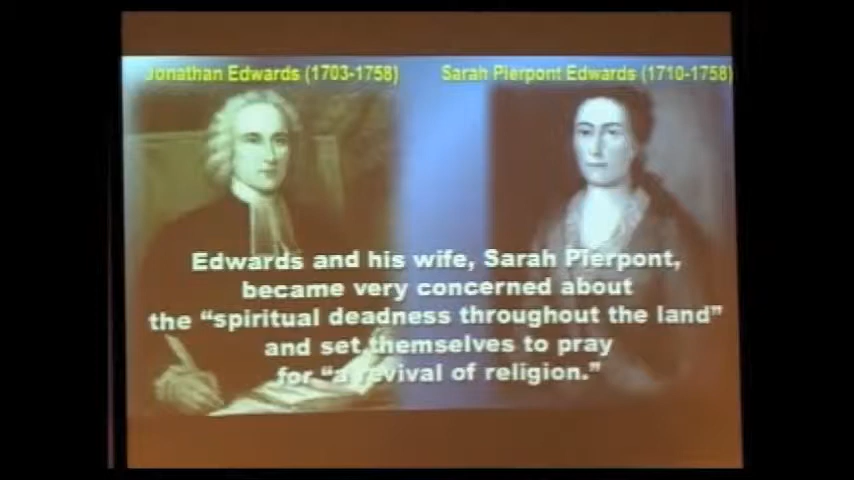 Jonathan Edwards (1703-1758)
Sarah Pierpont Edwards (1710-1758)
Edwards and his wife, Sarah Pierpont,
became very concerned about
the “spiritual deadness throughout the land”
and set themselves to pray
for “a revival of religion.”